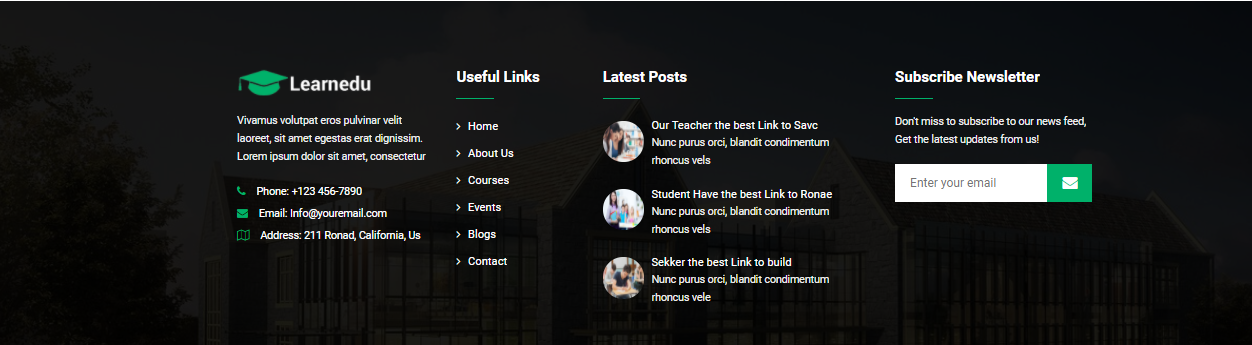 Learnedu
Vivamus volutpat eros pulvinar velit
laoreet, sit amet egestas erat dignissim.
Lorem ipsum dolor sit amet, consectetur
Phone: +123 456-7890
Email: Info@youremail.com
Address: 211 Ronad, California, Us
Useful Links
Home
About Us
Courses
Events
Blogs
Contact
Latest Posts
Our Teacher the best Link to Savc
Nunc purus orci, blandit condimentum
rhoncus vels
Student Have the best Link to Ronae
Nunc purus orci, blandit condimentum
rhoncus vels
Sekker the best Link to build
Nunc purus orci, blandit condimentum
rhoncus vele
Subscribe Newsletter
Don't miss to subscribe to our news feed,
Get the latest updates from us!
Enter your email